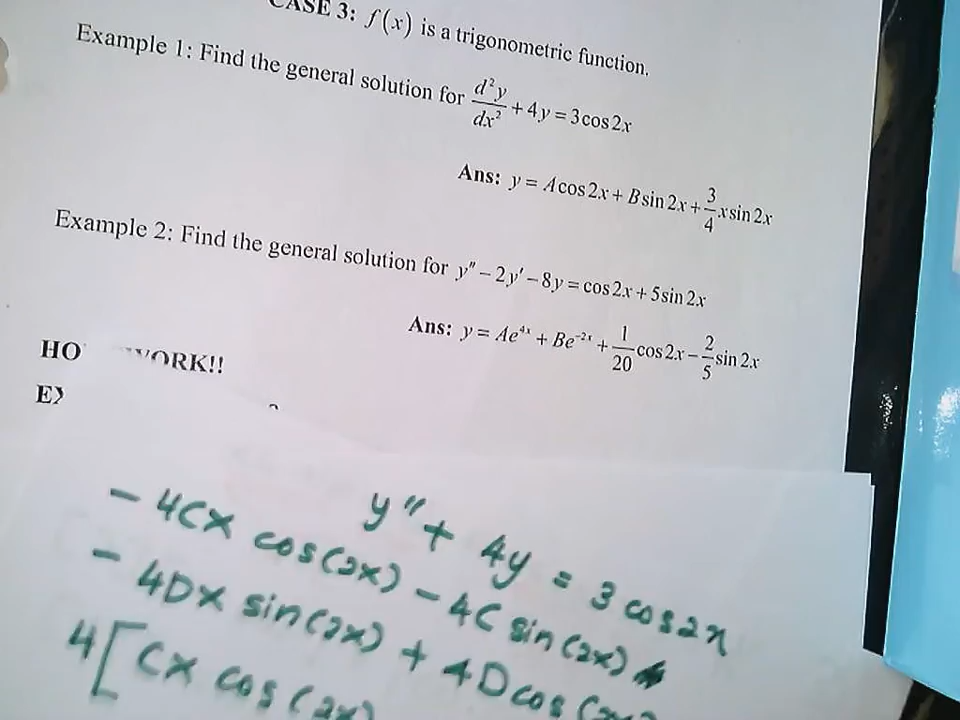 CASE 3: f(x) is a trigonometric function.
Example 1: Find the general solution for d²y/dx² + 4y = 3cos2x
Ans: y = Acos2x + Bsin2x + 3/4 xsin2x
Example 2: Find the general solution for y″ − 2y′ − 8y = cos2x + 5sin2x
Ans: y = Ae⁴ˣ + Be⁻²ˣ + 1/20 cos2x − 2/5 sin2x
y″ + 4y = 3cos2x
− 4Cx cos(2x) − 4C sin(2x)
− 4Dx sin(2x) + 4D cos
4[Cx cos(2x)